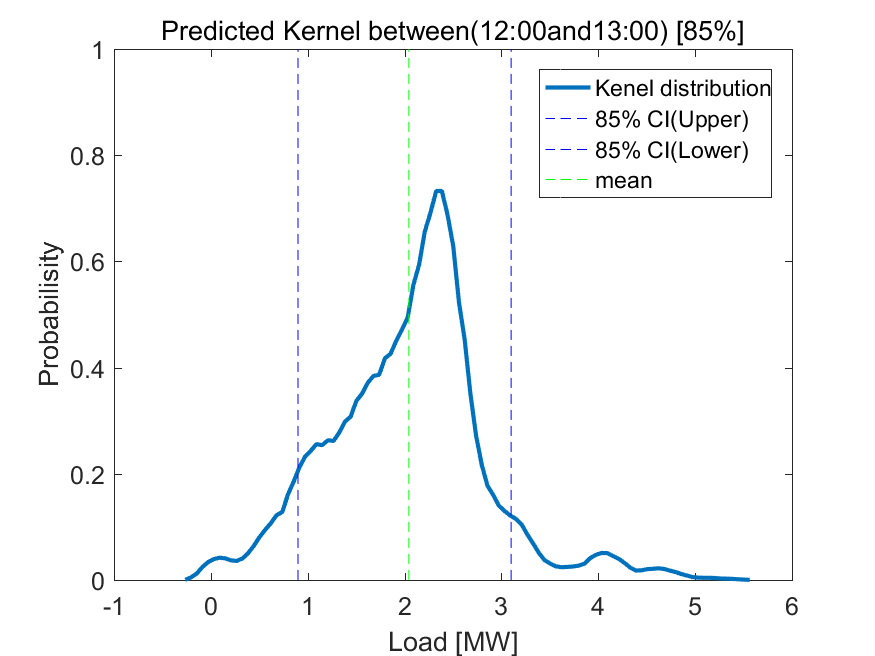 Predicted Kernel between(12:00and13:00) [85%]
1
0.8
0.6
0.4
0.2
0
Probabilisity
-1 0 1 2 3 4 5 6
Load [MW]
Kenel distribution
85% CI(Upper)
85% CI(Lower)
mean